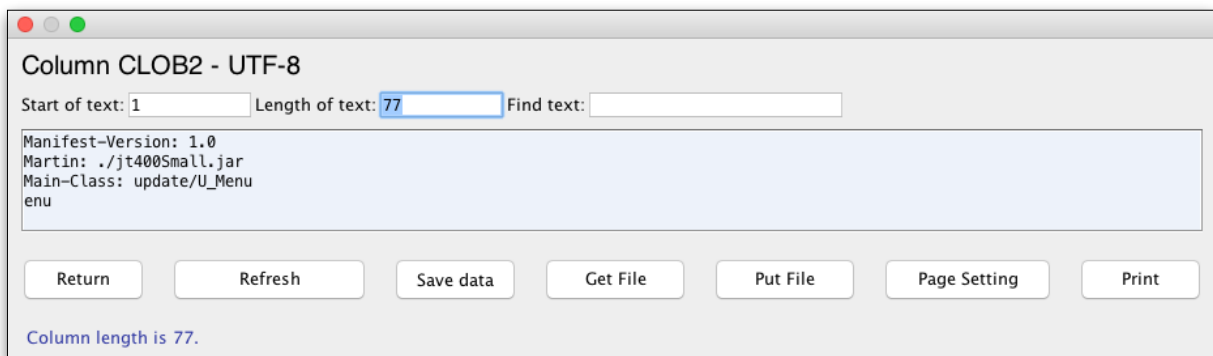 Column CLOB2 - UTF-8
Start of text: 1 Length of text: 77 Find text:
Manifest-Version: 1.0
Martin: ./jt400Small.jar
Main-Class: update/U_Menu
enu
Return Refresh Save data Get File Put File Page Setting Print
Column length is 77.